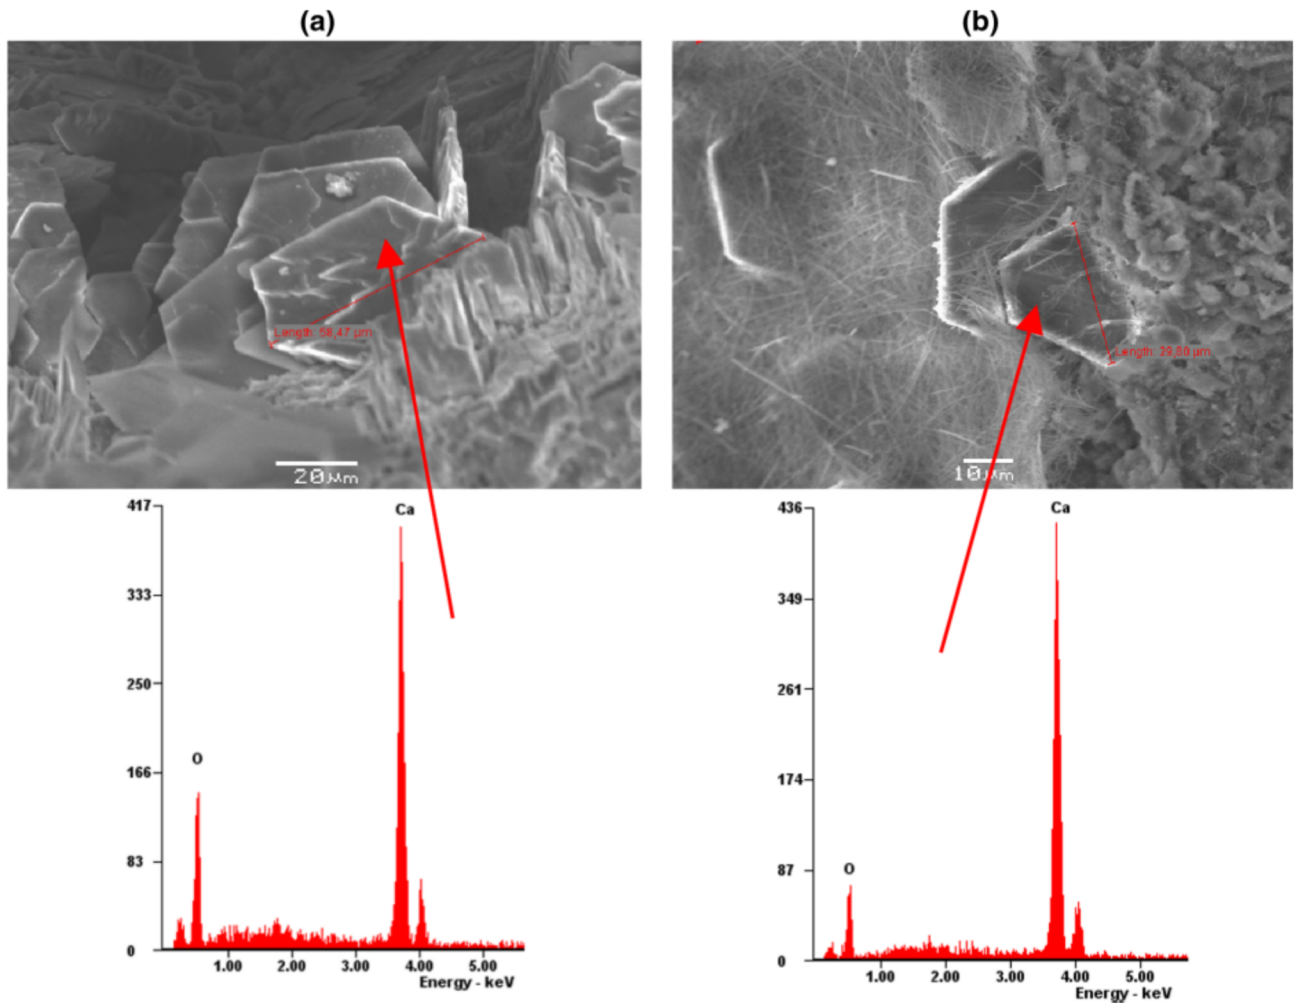 (a)
(b)
Length: 58,47 µm
Length: 29,80 µm
20µm
10µm
417
Ca
333
250
O
166
83
0
1.00 2.00 3.00 4.00 5.00
Energy - keV
436
Ca
349
261
174
O
87
0
1.00 2.00 3.00 4.00 5.00
Energy - keV